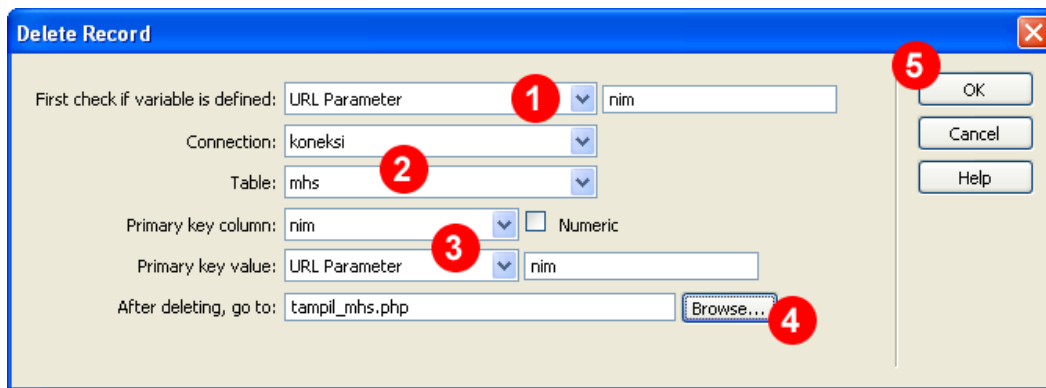 Delete Record
5
First check if variable is defined: URL Parameter 1 nim OK
Connection: koneksi Cancel
2
Table: mhs Help
Primary key column: nim Numeric
3
Primary key value: URL Parameter nim
After deleting, go to: tampil_mhs.php Browse... 4